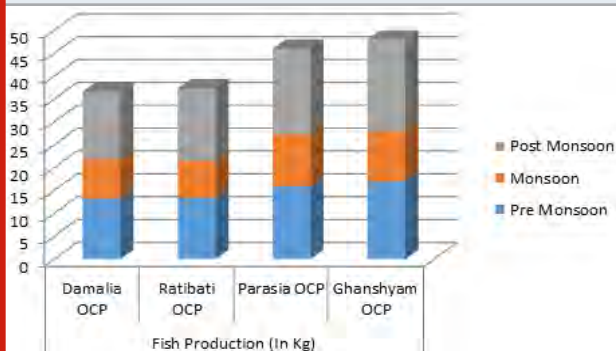 50
45
40
35
30
25
20
15
10
5
0
Post Monsoon
Monsoon
Pre Monsoon
Damalia OCP
Ratibati OCP
Parasia OCP
Ghanshyam OCP
Fish Production (In Kg)